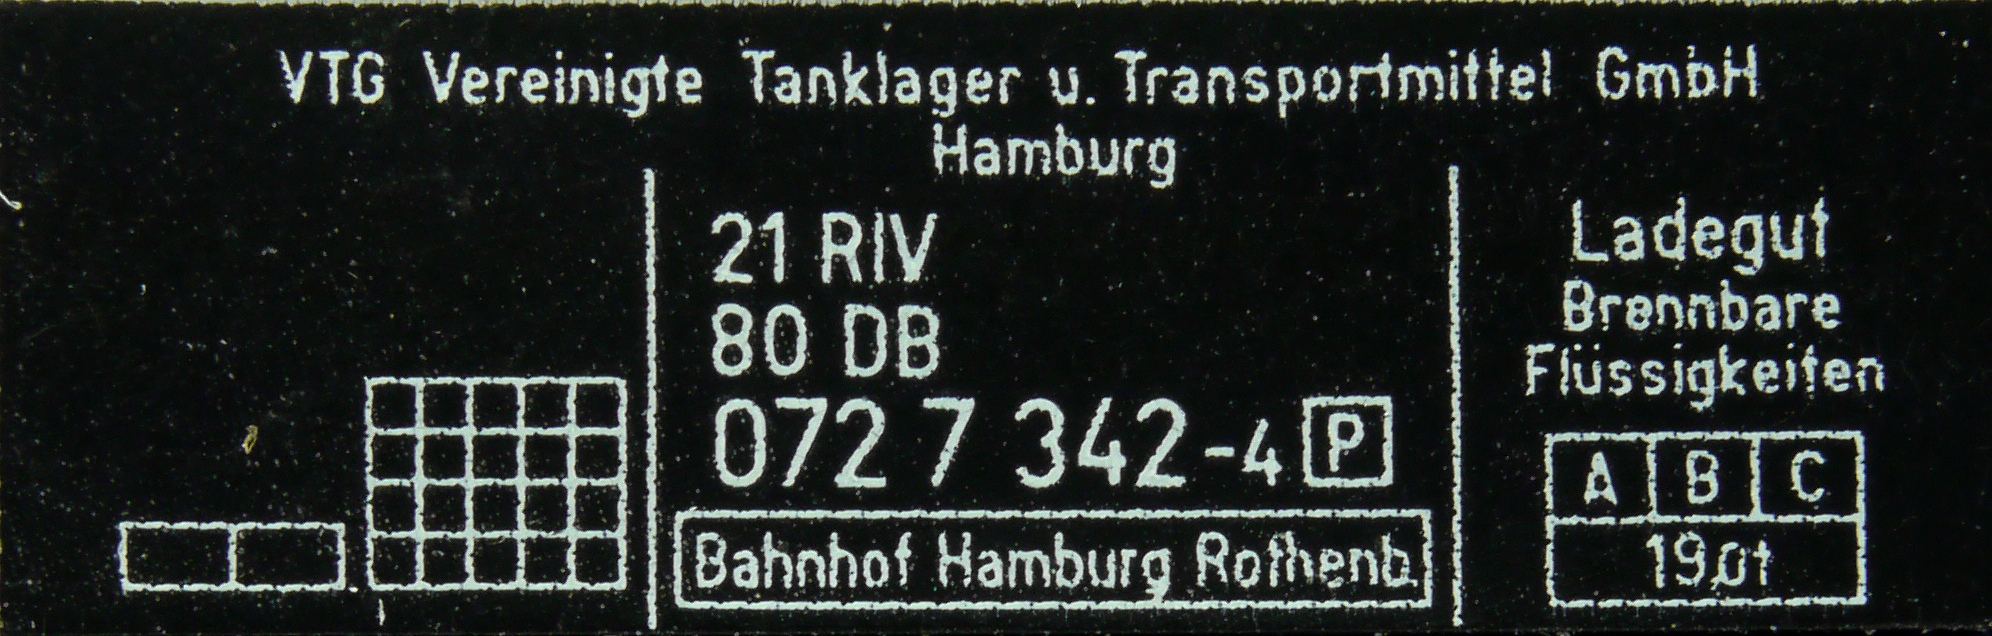 VTG Vereinigte Tanklager u. Transportmittel GmbH
Hamburg
21 RIV
80 DB
072 7 342-4 P
Bahnhof Hamburg Rothenb.
Ladegut
Brennbare
Flüssigkeiten
A B C
19,0t